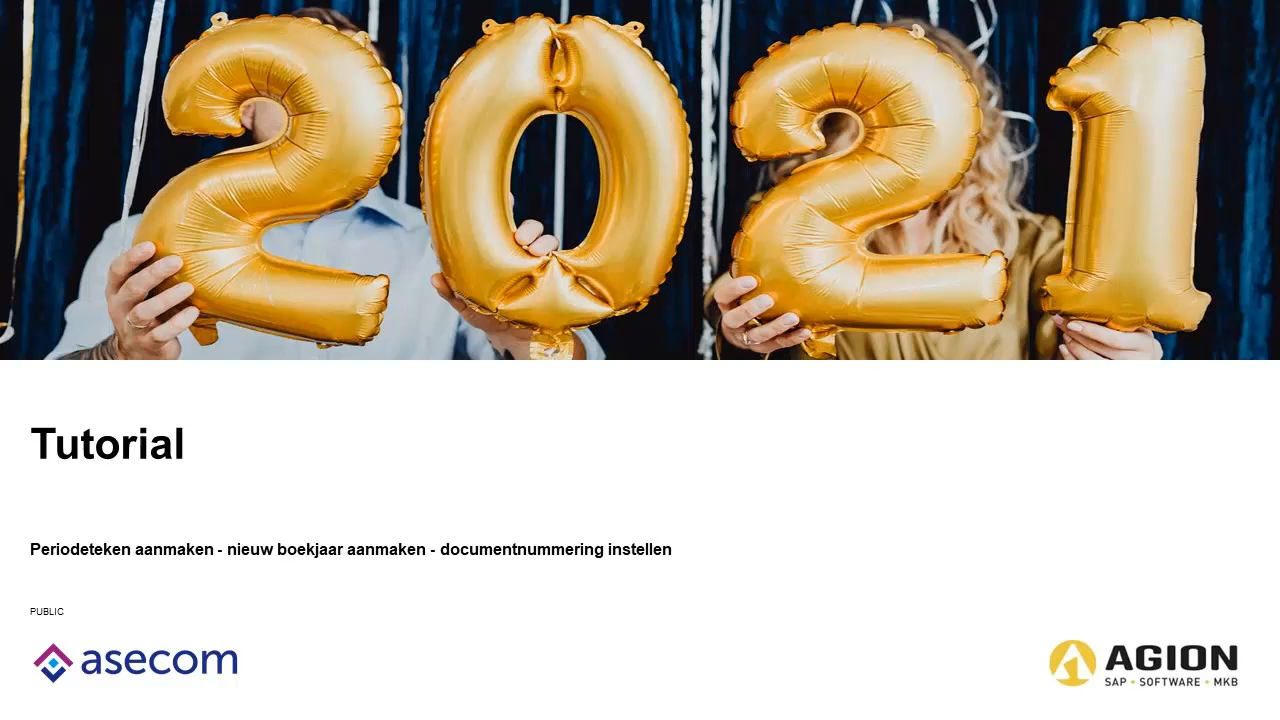 2021
Tutorial
Periodeteken aanmaken - nieuw boekjaar aanmaken - documentnummering instellen
PUBLIC
asecom
AGION
SAP • SOFTWARE • MKB